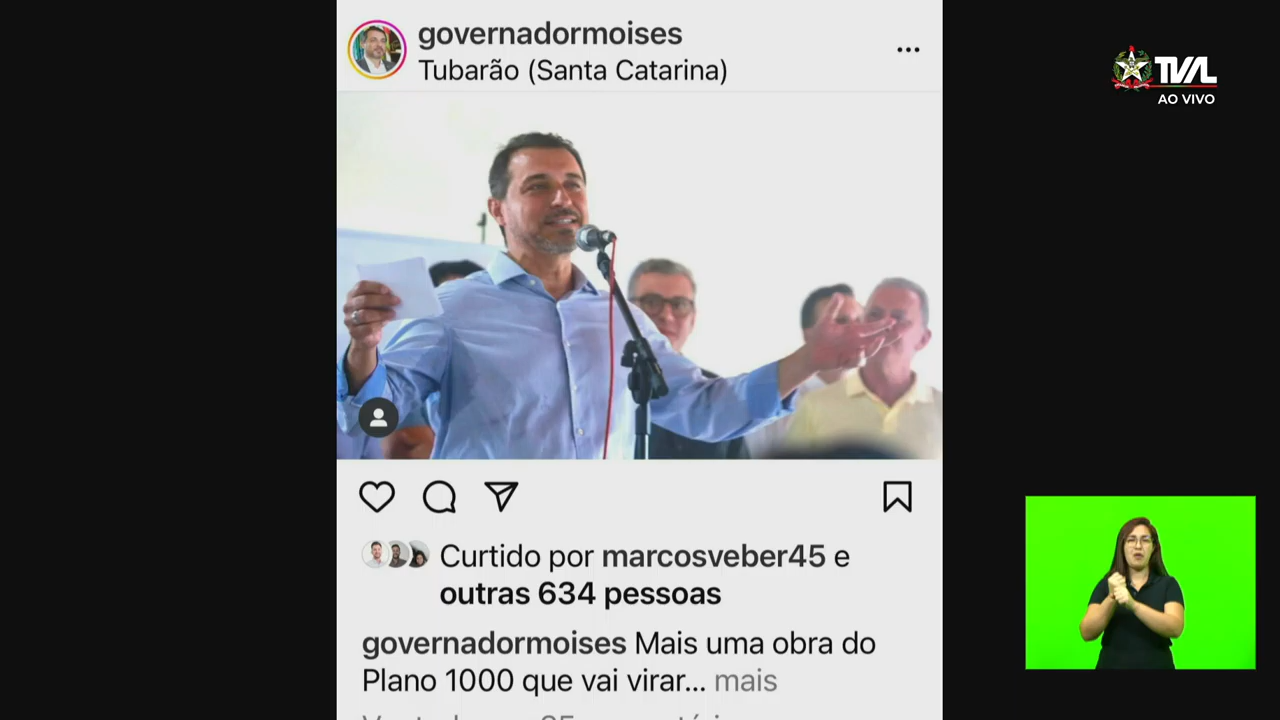 governadormoises
Tubarão (Santa Catarina)
TVAL
AO VIVO
Curtido por marcosveber45 e
outras 634 pessoas
governadormoises Mais uma obra do
Plano 1000 que vai virar... mais